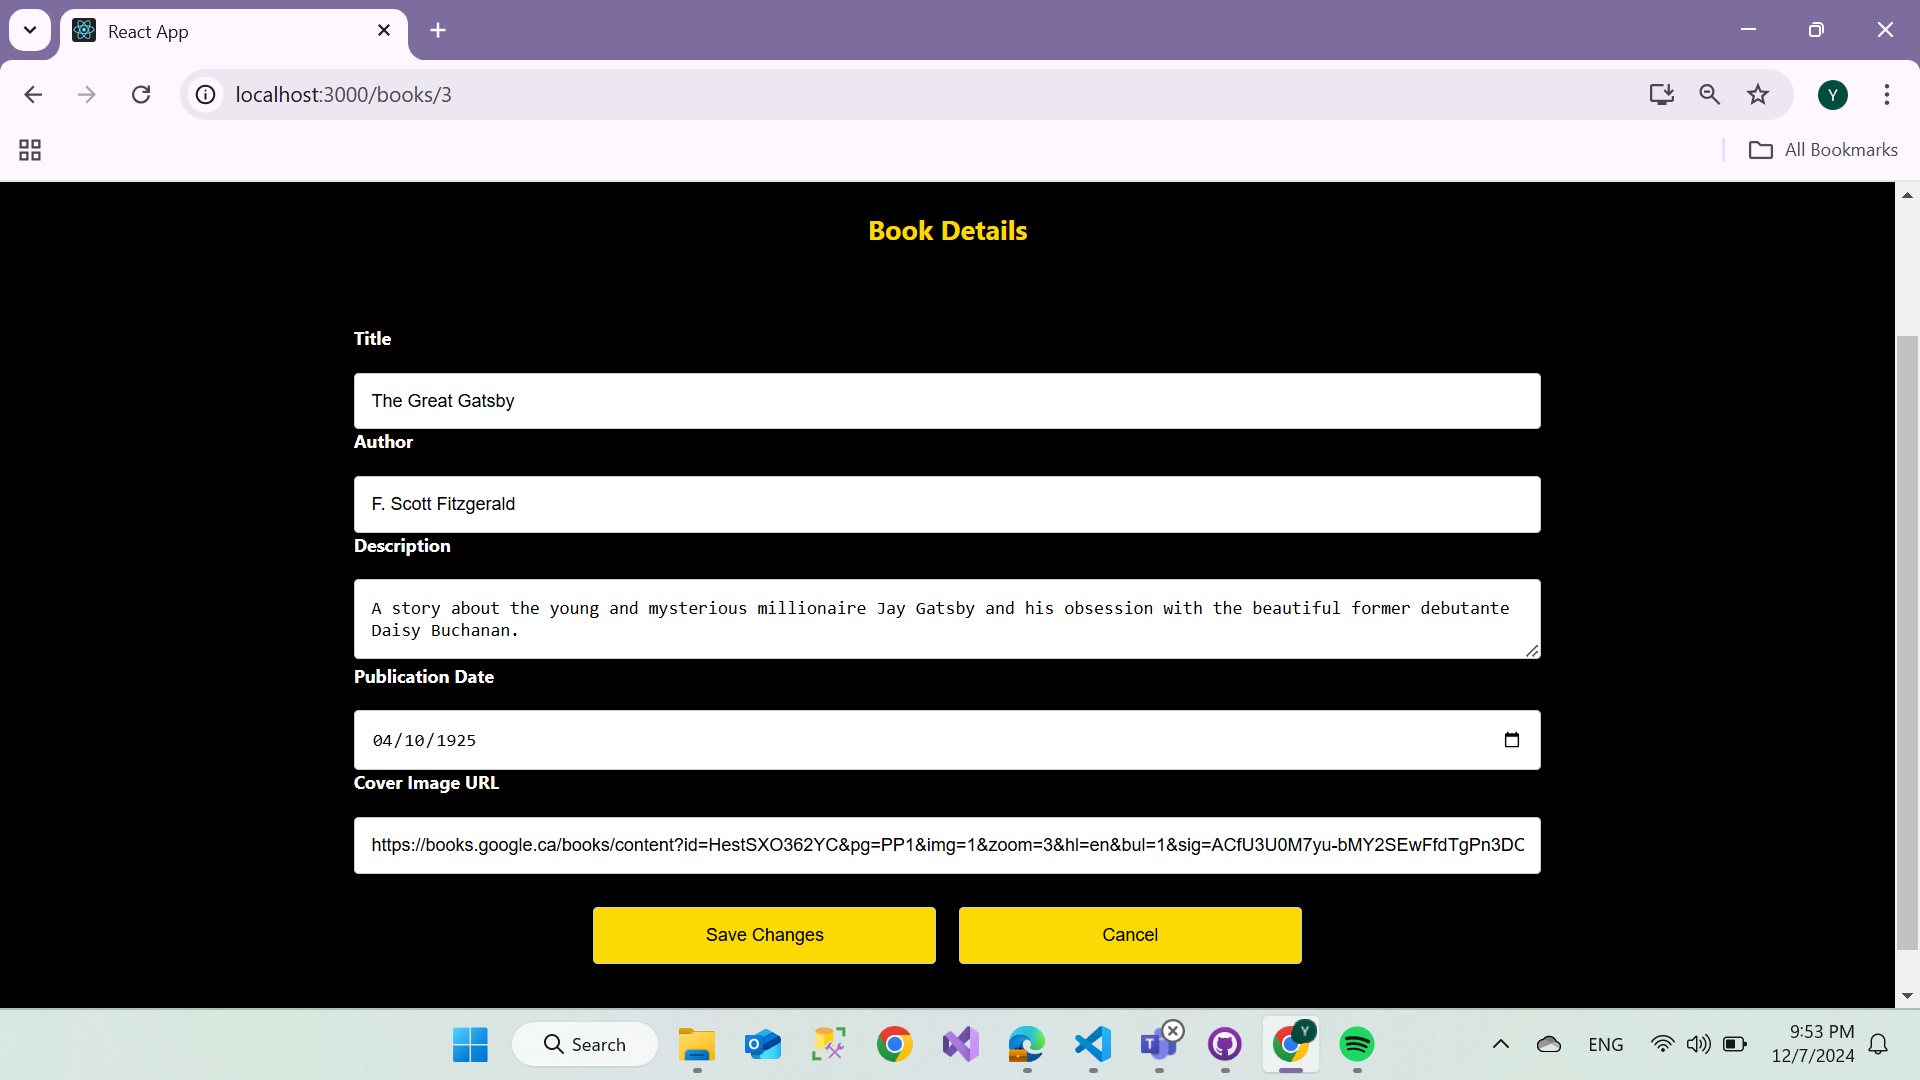 React App
localhost:3000/books/3
Y
All Bookmarks
Book Details
Title
The Great Gatsby
Author
F. Scott Fitzgerald
Description
A story about the young and mysterious millionaire Jay Gatsby and his obsession with the beautiful former debutante
Daisy Buchanan.
Publication Date
04/10/1925
Cover Image URL
https://books.google.ca/books/content?id=HestSXO362YC&pg=PP1&img=1&zoom=3&hl=en&bul=1&sig=ACfU3U0M7yu-bMY2SEwFfdTgPn3DC
Save Changes
Cancel
Search
Y
ENG
9:53 PM
12/7/2024